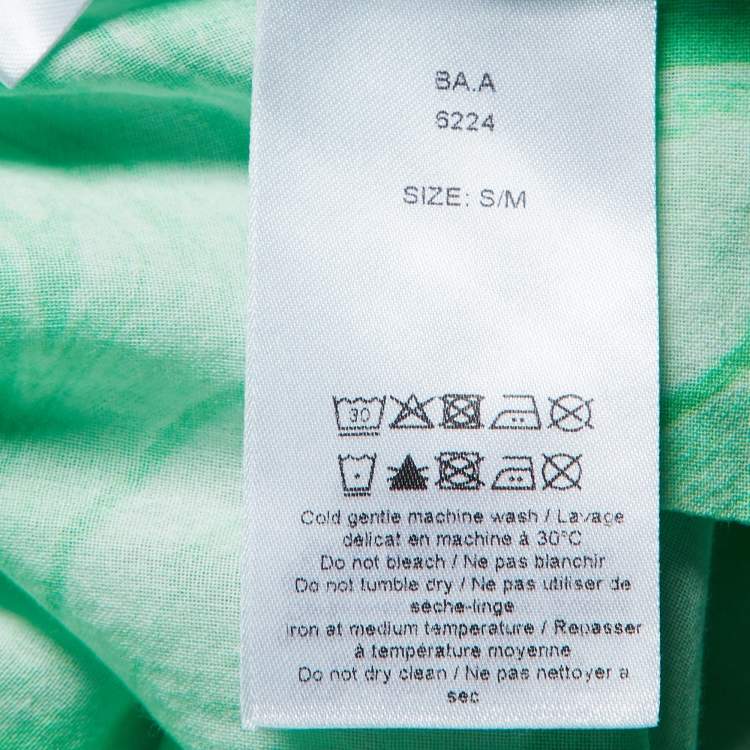 BA.A
6224
SIZE: S/M
30
Cold gentle machine wash / Lavage
délicat en machine à 30°C
Do not bleach / Ne pas blanchir
Do not tumble dry / Ne pas utiliser de
sèche-linge
Iron at medium temperature / Repasser
à température moyenne
Do not dry clean / Ne pas nettoyer a
sec